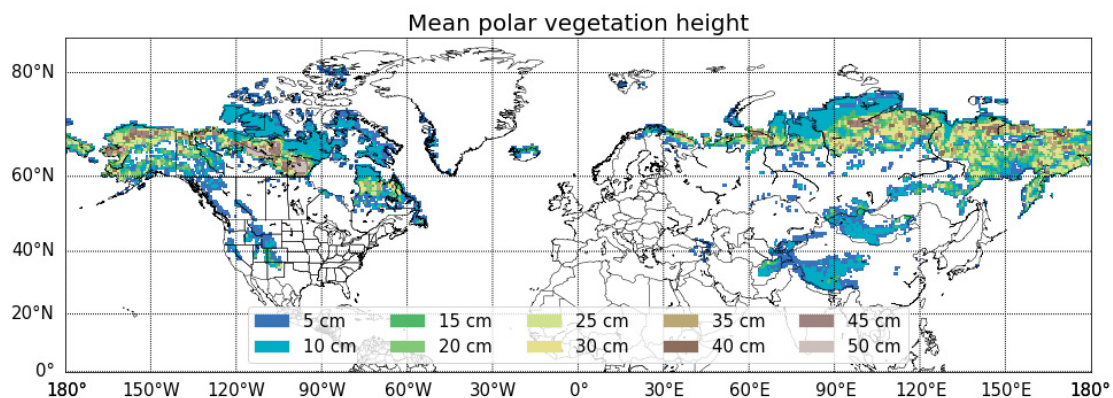 Mean polar vegetation height
80°N
60°N
40°N
20°N
0°
5 cm 15 cm 25 cm 35 cm 45 cm
10 cm 20 cm 30 cm 40 cm 50 cm
180° 150°W 120°W 90°W 60°W 30°W 0° 30°E 60°E 90°E 120°E 150°E 180°